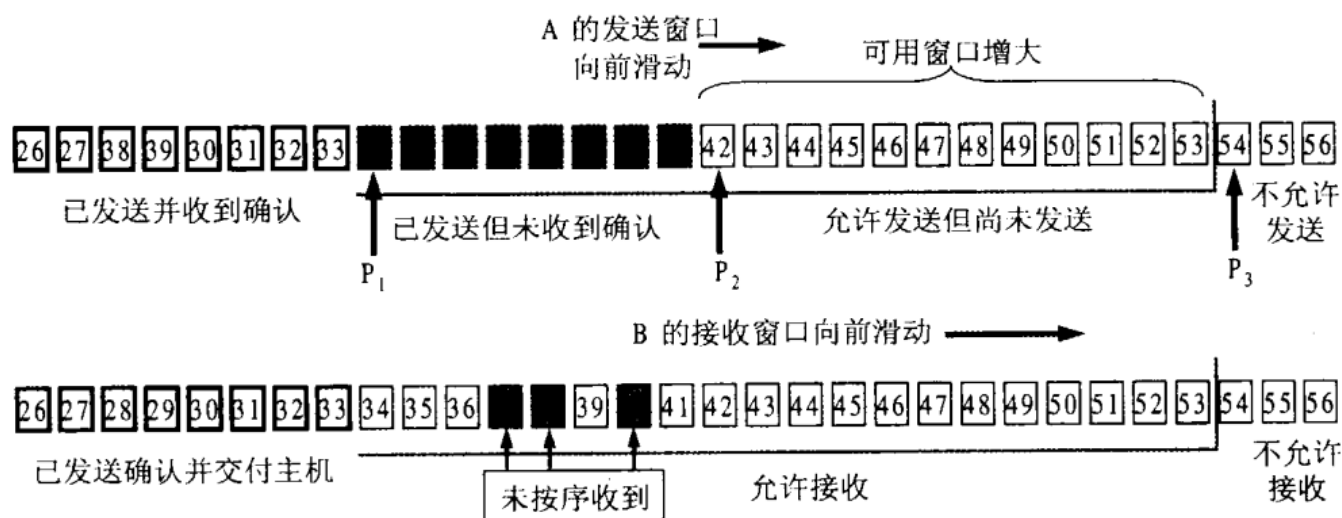 A 的发送窗口
向前滑动
可用窗口增大
26 27 38 39 30 31 32 33 42 43 44 45 46 47 48 49 50 51 52 53 54 55 56
已发送并收到确认
已发送但未收到确认
允许发送但尚未发送
不允许
发送
P1
P2
P3
B 的接收窗口向前滑动
26 27 28 29 30 31 32 33 34 35 36 39 41 42 43 44 45 46 47 48 49 50 51 52 53 54 55 56
已发送确认并交付主机
未按序收到
允许接收
不允许
接收